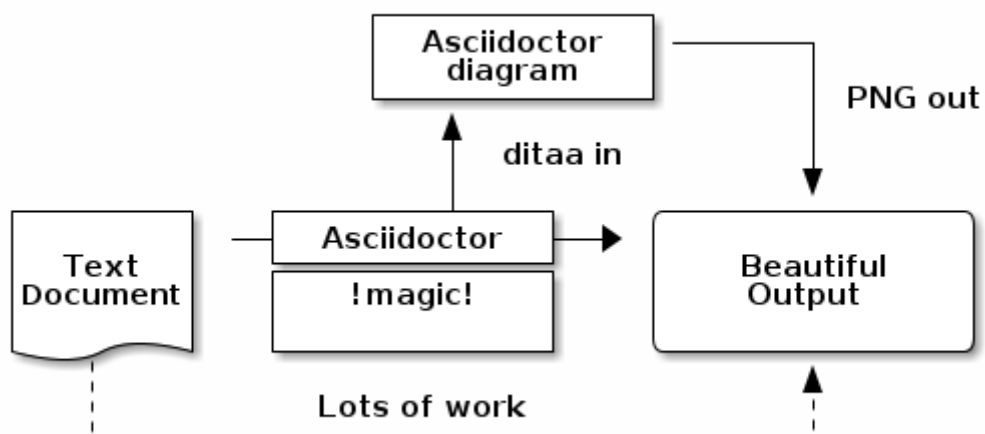 Asciidoctor
diagram
PNG out
ditaa in
Text
Document
Asciidoctor
!magic!
Beautiful
Output
Lots of work